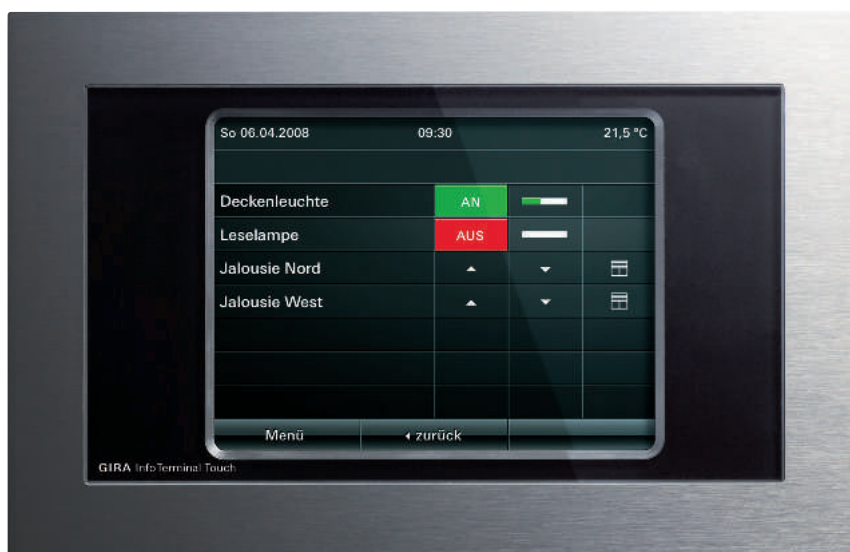 So 06.04.2008 09:30 21,5 °C
Deckenleuchte AN
Leselampe AUS
Jalousie Nord
Jalousie West
Menü zurück
GIRA InfoTerminal Touch